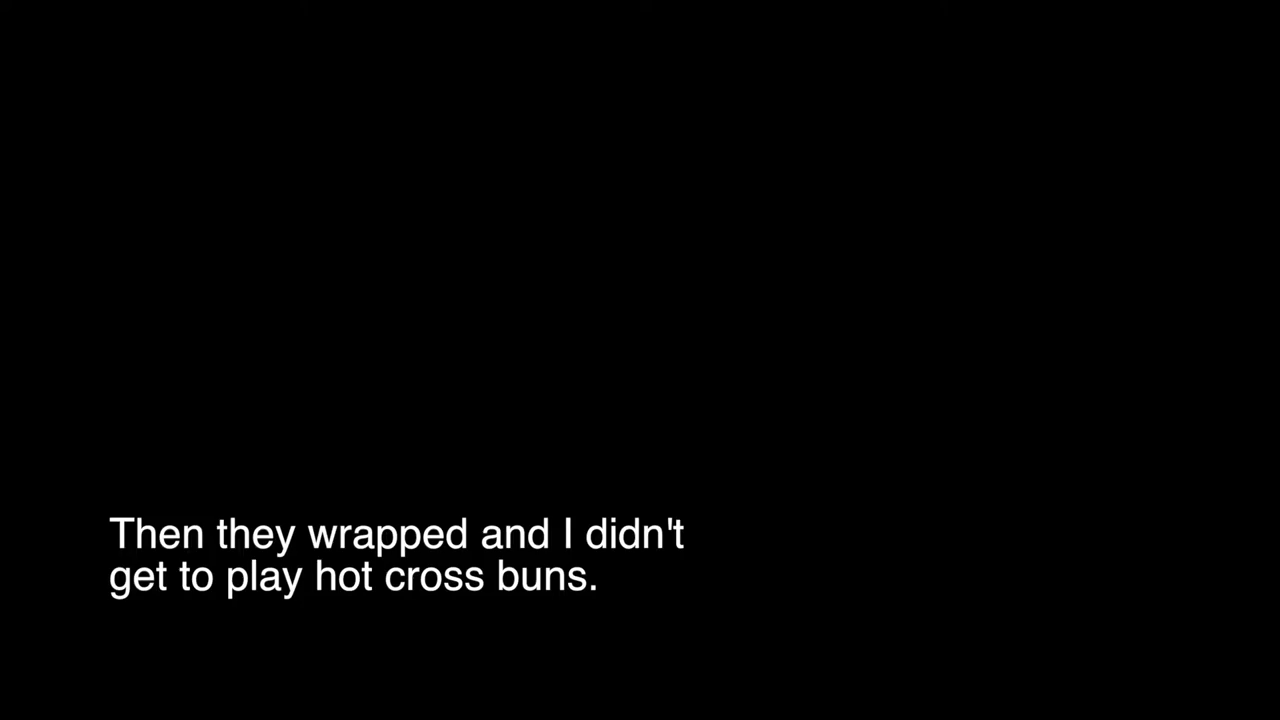 Then they wrapped and I didn't
get to play hot cross buns.